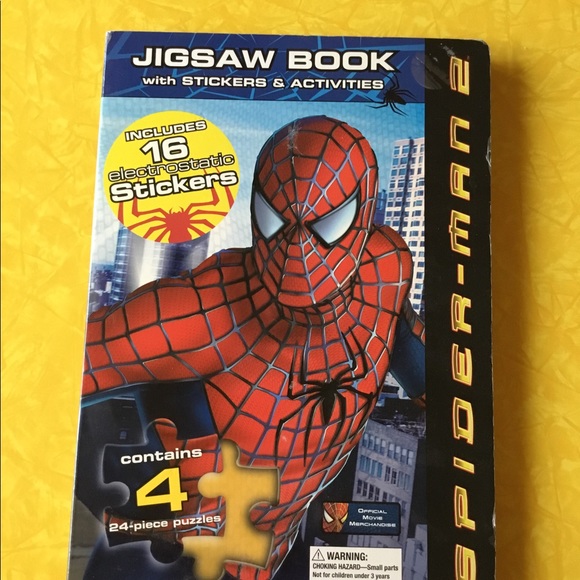 JIGSAW BOOK
with STICKERS & ACTIVITIES
INCLUDES
16
electrostatic
Stickers
SPIDER-MAN 2
contains
4
24-piece puzzles
OFFICIAL
MOVIE
MERCHANDISE
WARNING:
CHOKING HAZARD—Small parts
Not for children under 3 years